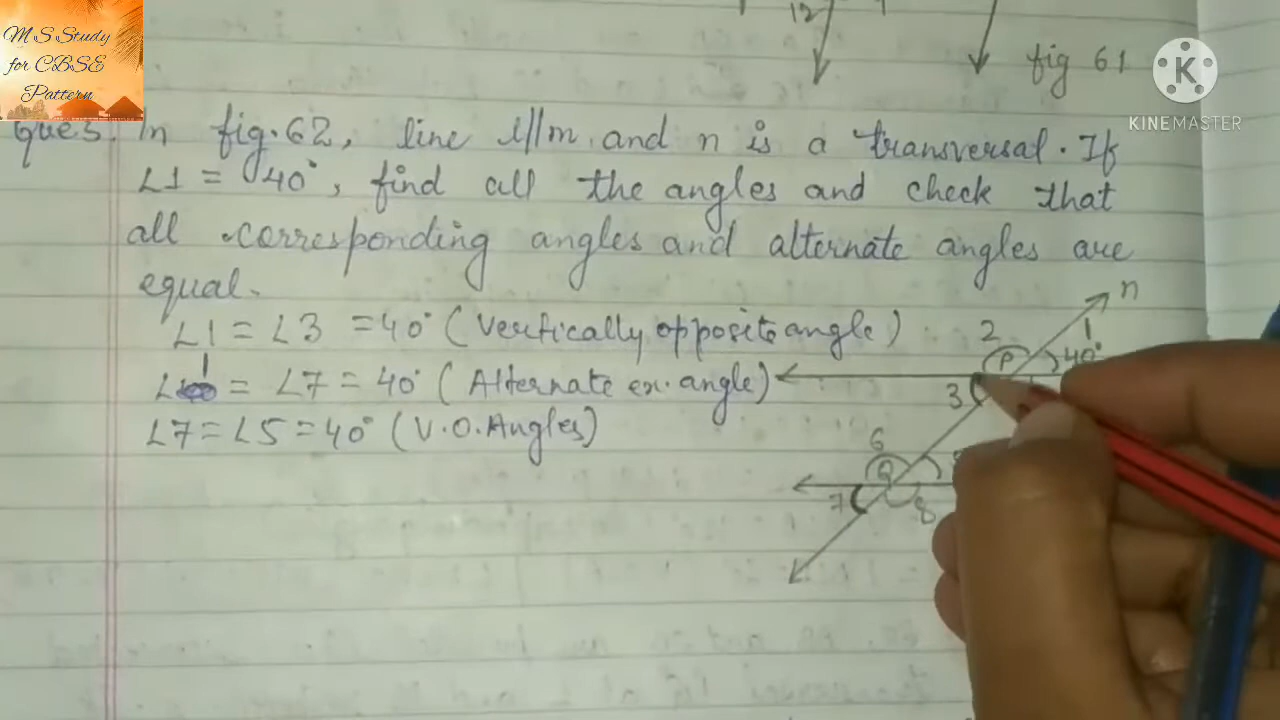 M S Study
for CBSE
Pattern
12
fig 61
K
KINEMASTER
ques. In fig.62, line l//m and n is a transversal. If
∠1 = 40°, find all the angles and check that
all corresponding angles and alternate angles are
equal.
∠1 = ∠3 = 40° (Vertically opposite angle)
∠1 = ∠7 = 40° (Alternate ex. angle)
∠7 = ∠5 = 40° (V.O. Angles)
n
2
1
P
40°
3
6
Q
7
8